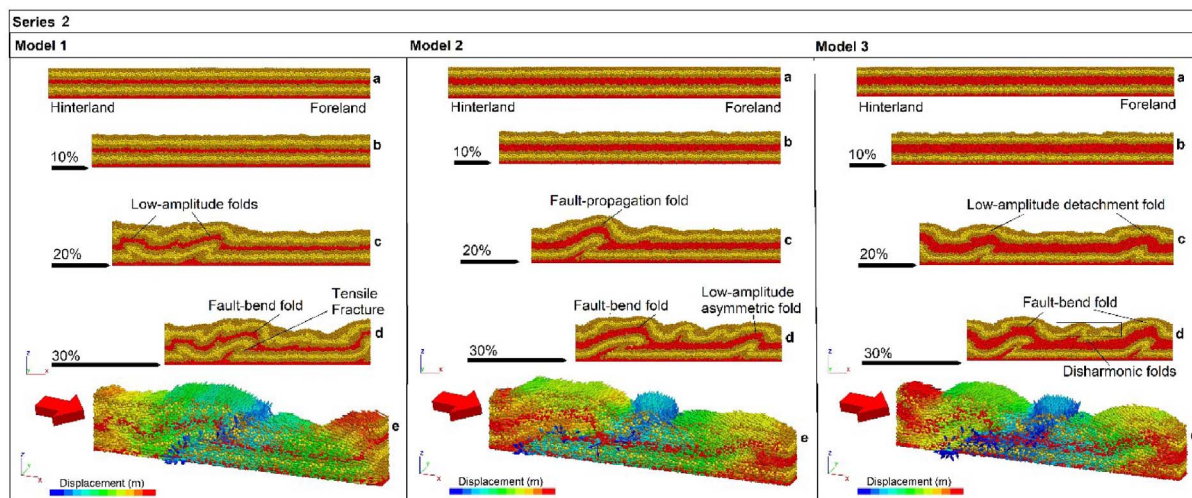 Series 2
Model 1
a
Hinterland
Foreland
10%
b
Low-amplitude folds
20%
c
Fault-bend fold
Tensile
Fracture
30%
d
z
y
x
e
z
y
x
Displacement (m)
Model 2
a
Hinterland
Foreland
10%
b
Fault-propagation fold
20%
c
Fault-bend fold
Low-amplitude
asymmetric fold
30%
d
z
y
x
e
z
y
x
Displacement (m)
Model 3
a
Hinterland
Foreland
10%
b
Low-amplitude detachment fold
20%
c
Fault-bend fold
30%
d
Disharmonic folds
z
y
x
z
y
x
Displacement (m)